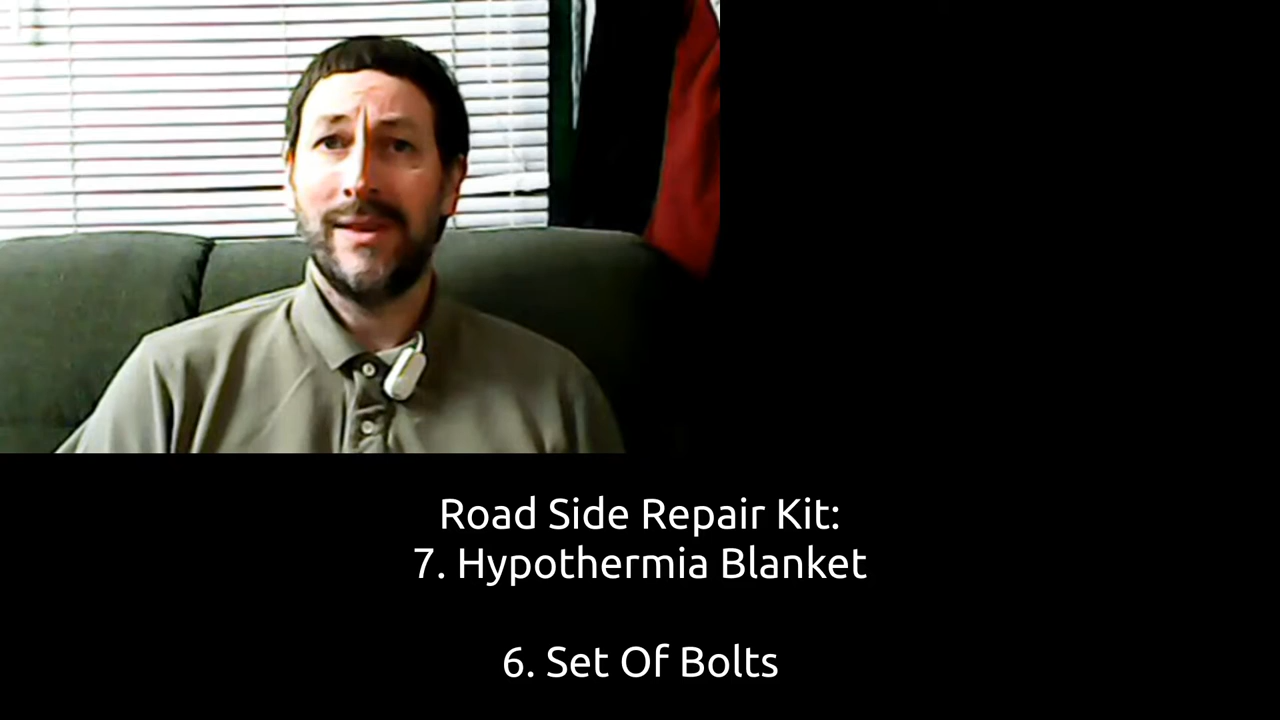 Road Side Repair Kit:
7. Hypothermia Blanket
6. Set Of Bolts